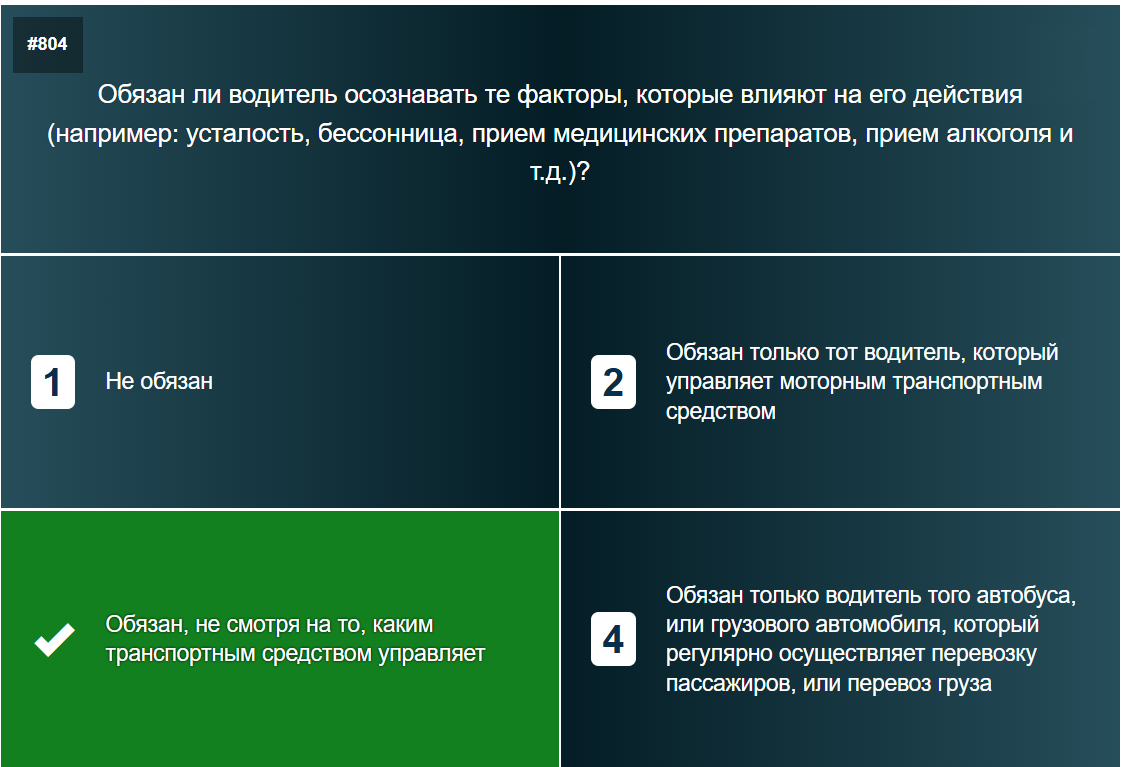 #804
Обязан ли водитель осознавать те факторы, которые влияют на его действия
(например: усталость, бессонница, прием медицинских препаратов, прием алкоголя и
т.д.)?
1
Не обязан
2
Обязан только тот водитель, который
управляет моторным транспортным
средством
Обязан, не смотря на то, каким
транспортным средством управляет
4
Обязан только водитель того автобуса,
или грузового автомобиля, который
регулярно осуществляет перевозку
пассажиров, или перевоз груза